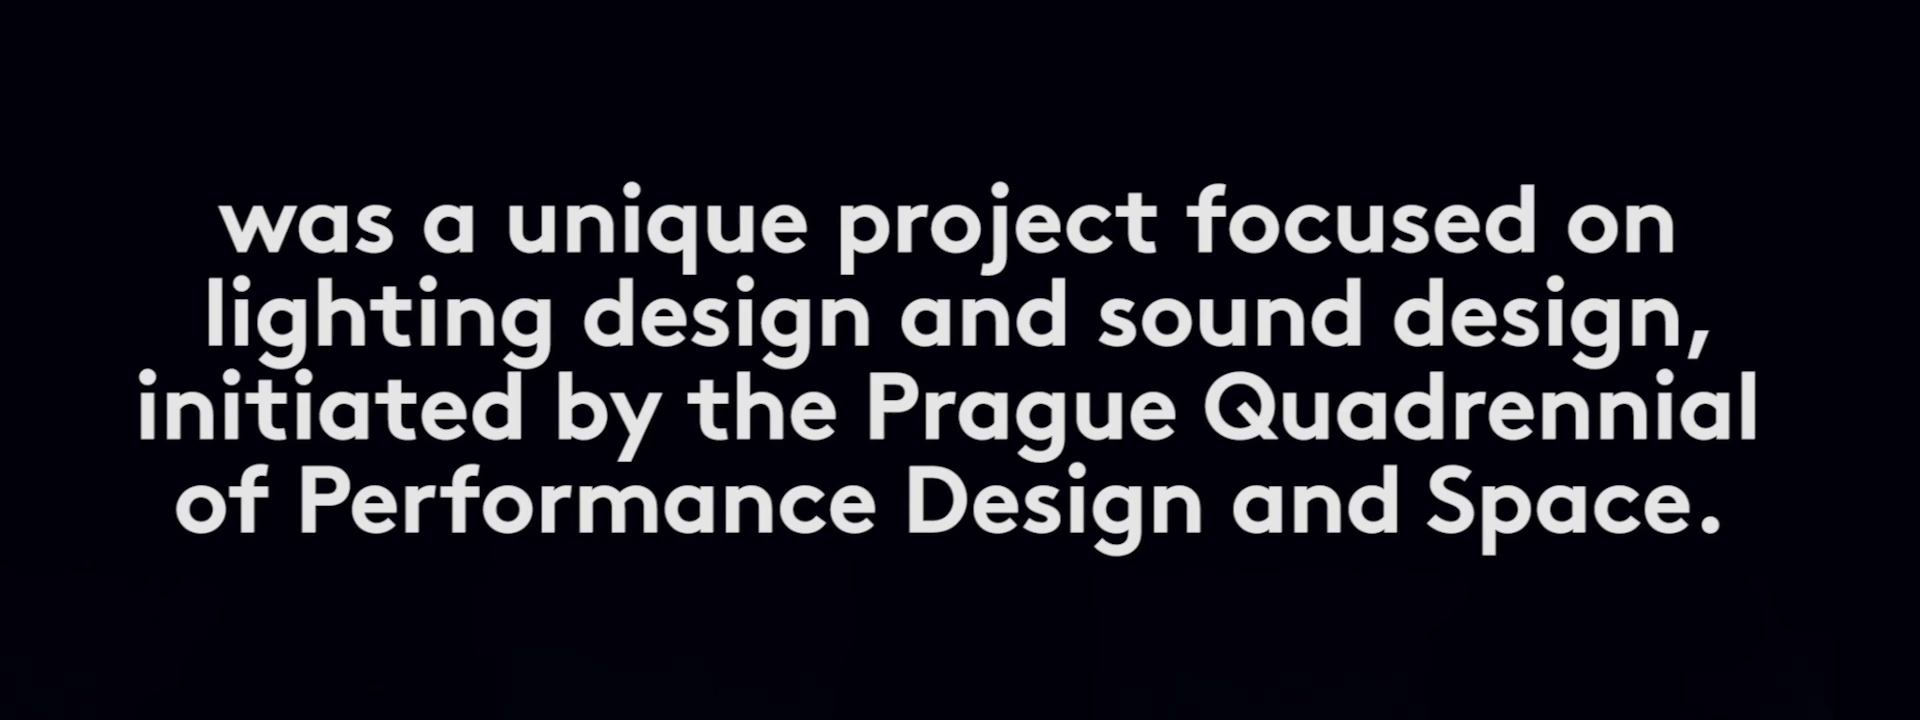 was a unique project focused on
lighting design and sound design,
initiated by the Prague Quadrennial
of Performance Design and Space.